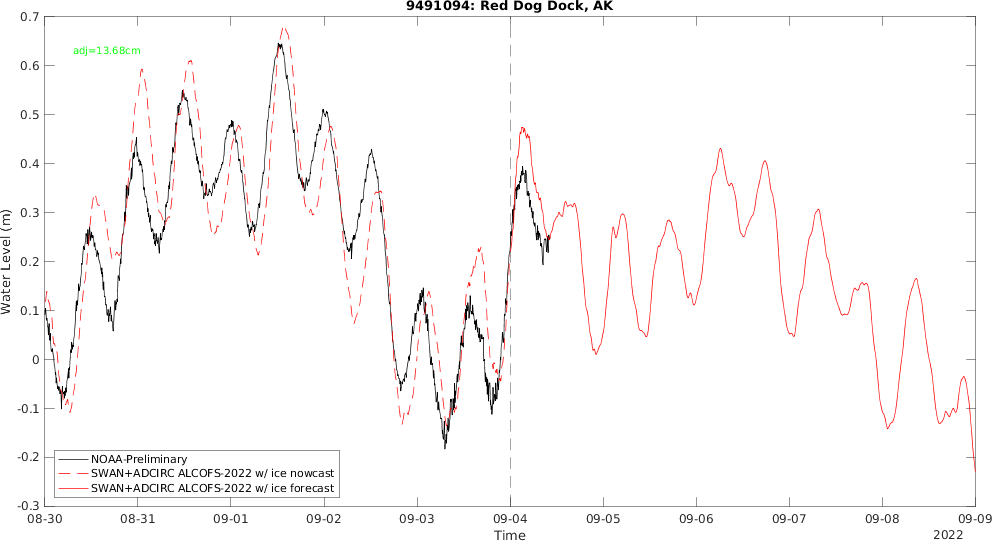 9491094: Red Dog Dock, AK
adj=13.68cm
0.7
0.6
0.5
0.4
0.3
0.2
0.1
0
-0.1
-0.2
-0.3
Water Level (m)
NOAA-Preliminary
SWAN+ADCIRC ALCOFS-2022 w/ ice nowcast
SWAN+ADCIRC ALCOFS-2022 w/ ice forecast
08-30 08-31 09-01 09-02 09-03 09-04 09-05 09-06 09-07 09-08 09-09
Time
2022